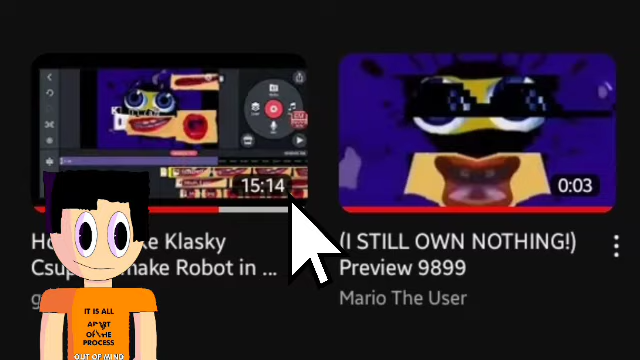 15:14
0:03
Ho ke Klasky
Csup make Robot in ...
g
(I STILL OWN NOTHING!)
Preview 9899
Mario The User
IT IS ALL
APART
OF THE
PROCESS
OUT OF MIND